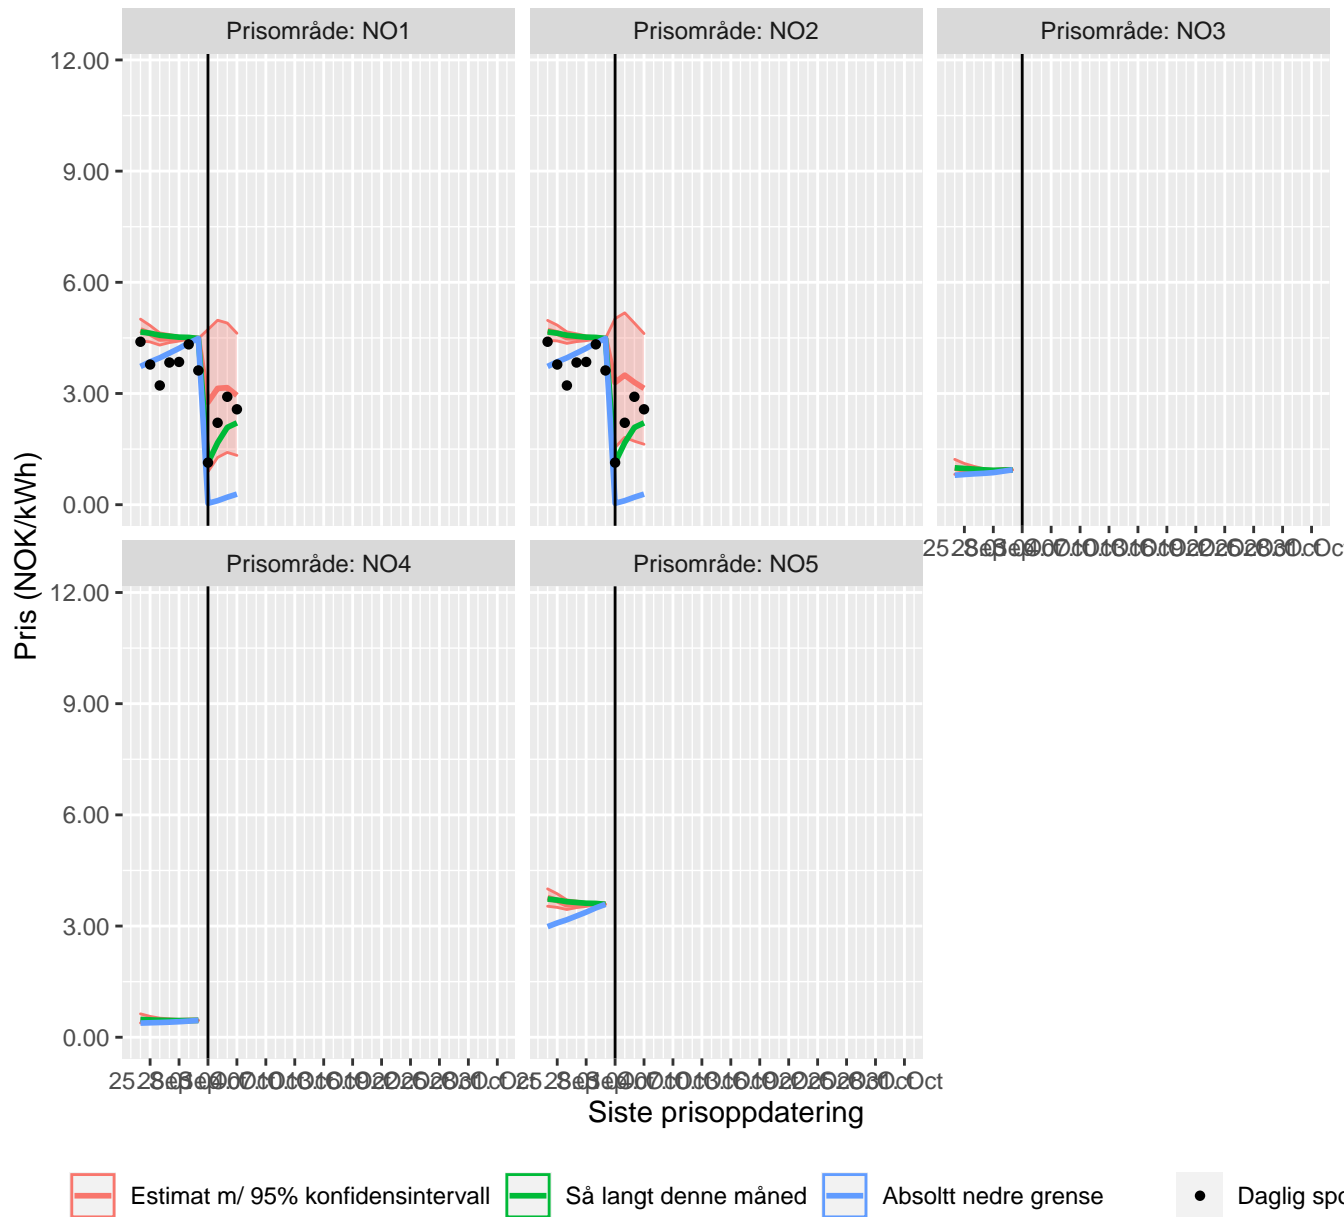 Prisområde: NO1
Prisområde: NO2
Prisområde: NO3
12.00
9.00
6.00
3.00
0.00
Prisområde: NO4
Prisområde: NO5
12.00
9.00
6.00
3.00
0.00
Pris (NOK/kWh)
Siste prisoppdatering
Estimat m/ 95% konfidensintervall
Så langt denne måned
Absoltt nedre grense
Daglig